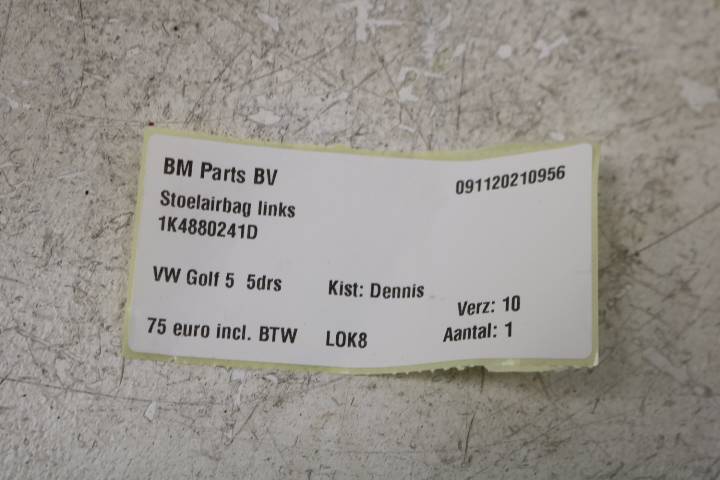 BM Parts BV
091120210956
Stoelairbag links
1K4880241D
VW Golf 5 5drs
Kist: Dennis
Verz: 10
75 euro incl. BTW
LOK8
Aantal: 1